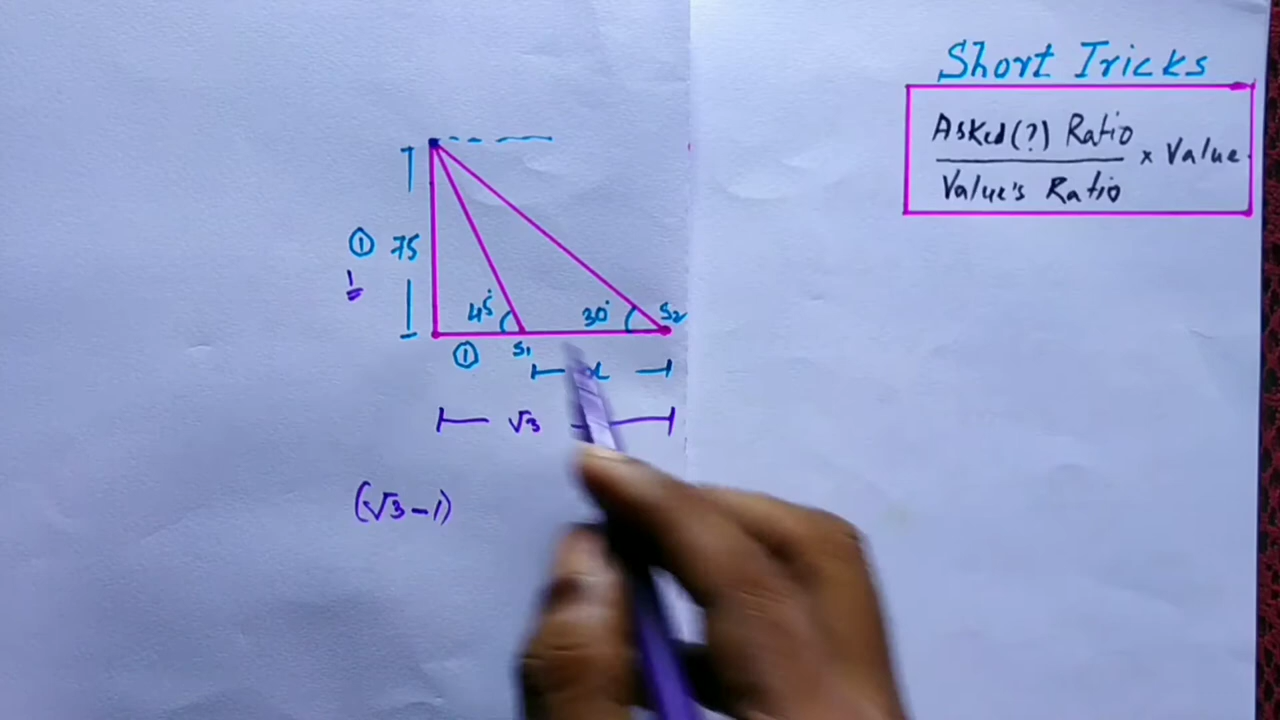 Short Tricks
Asked(?) Ratio
Value's Ratio
× Value
① 75
1
45°
30°
S2
①
S1
√3
(√3-1)